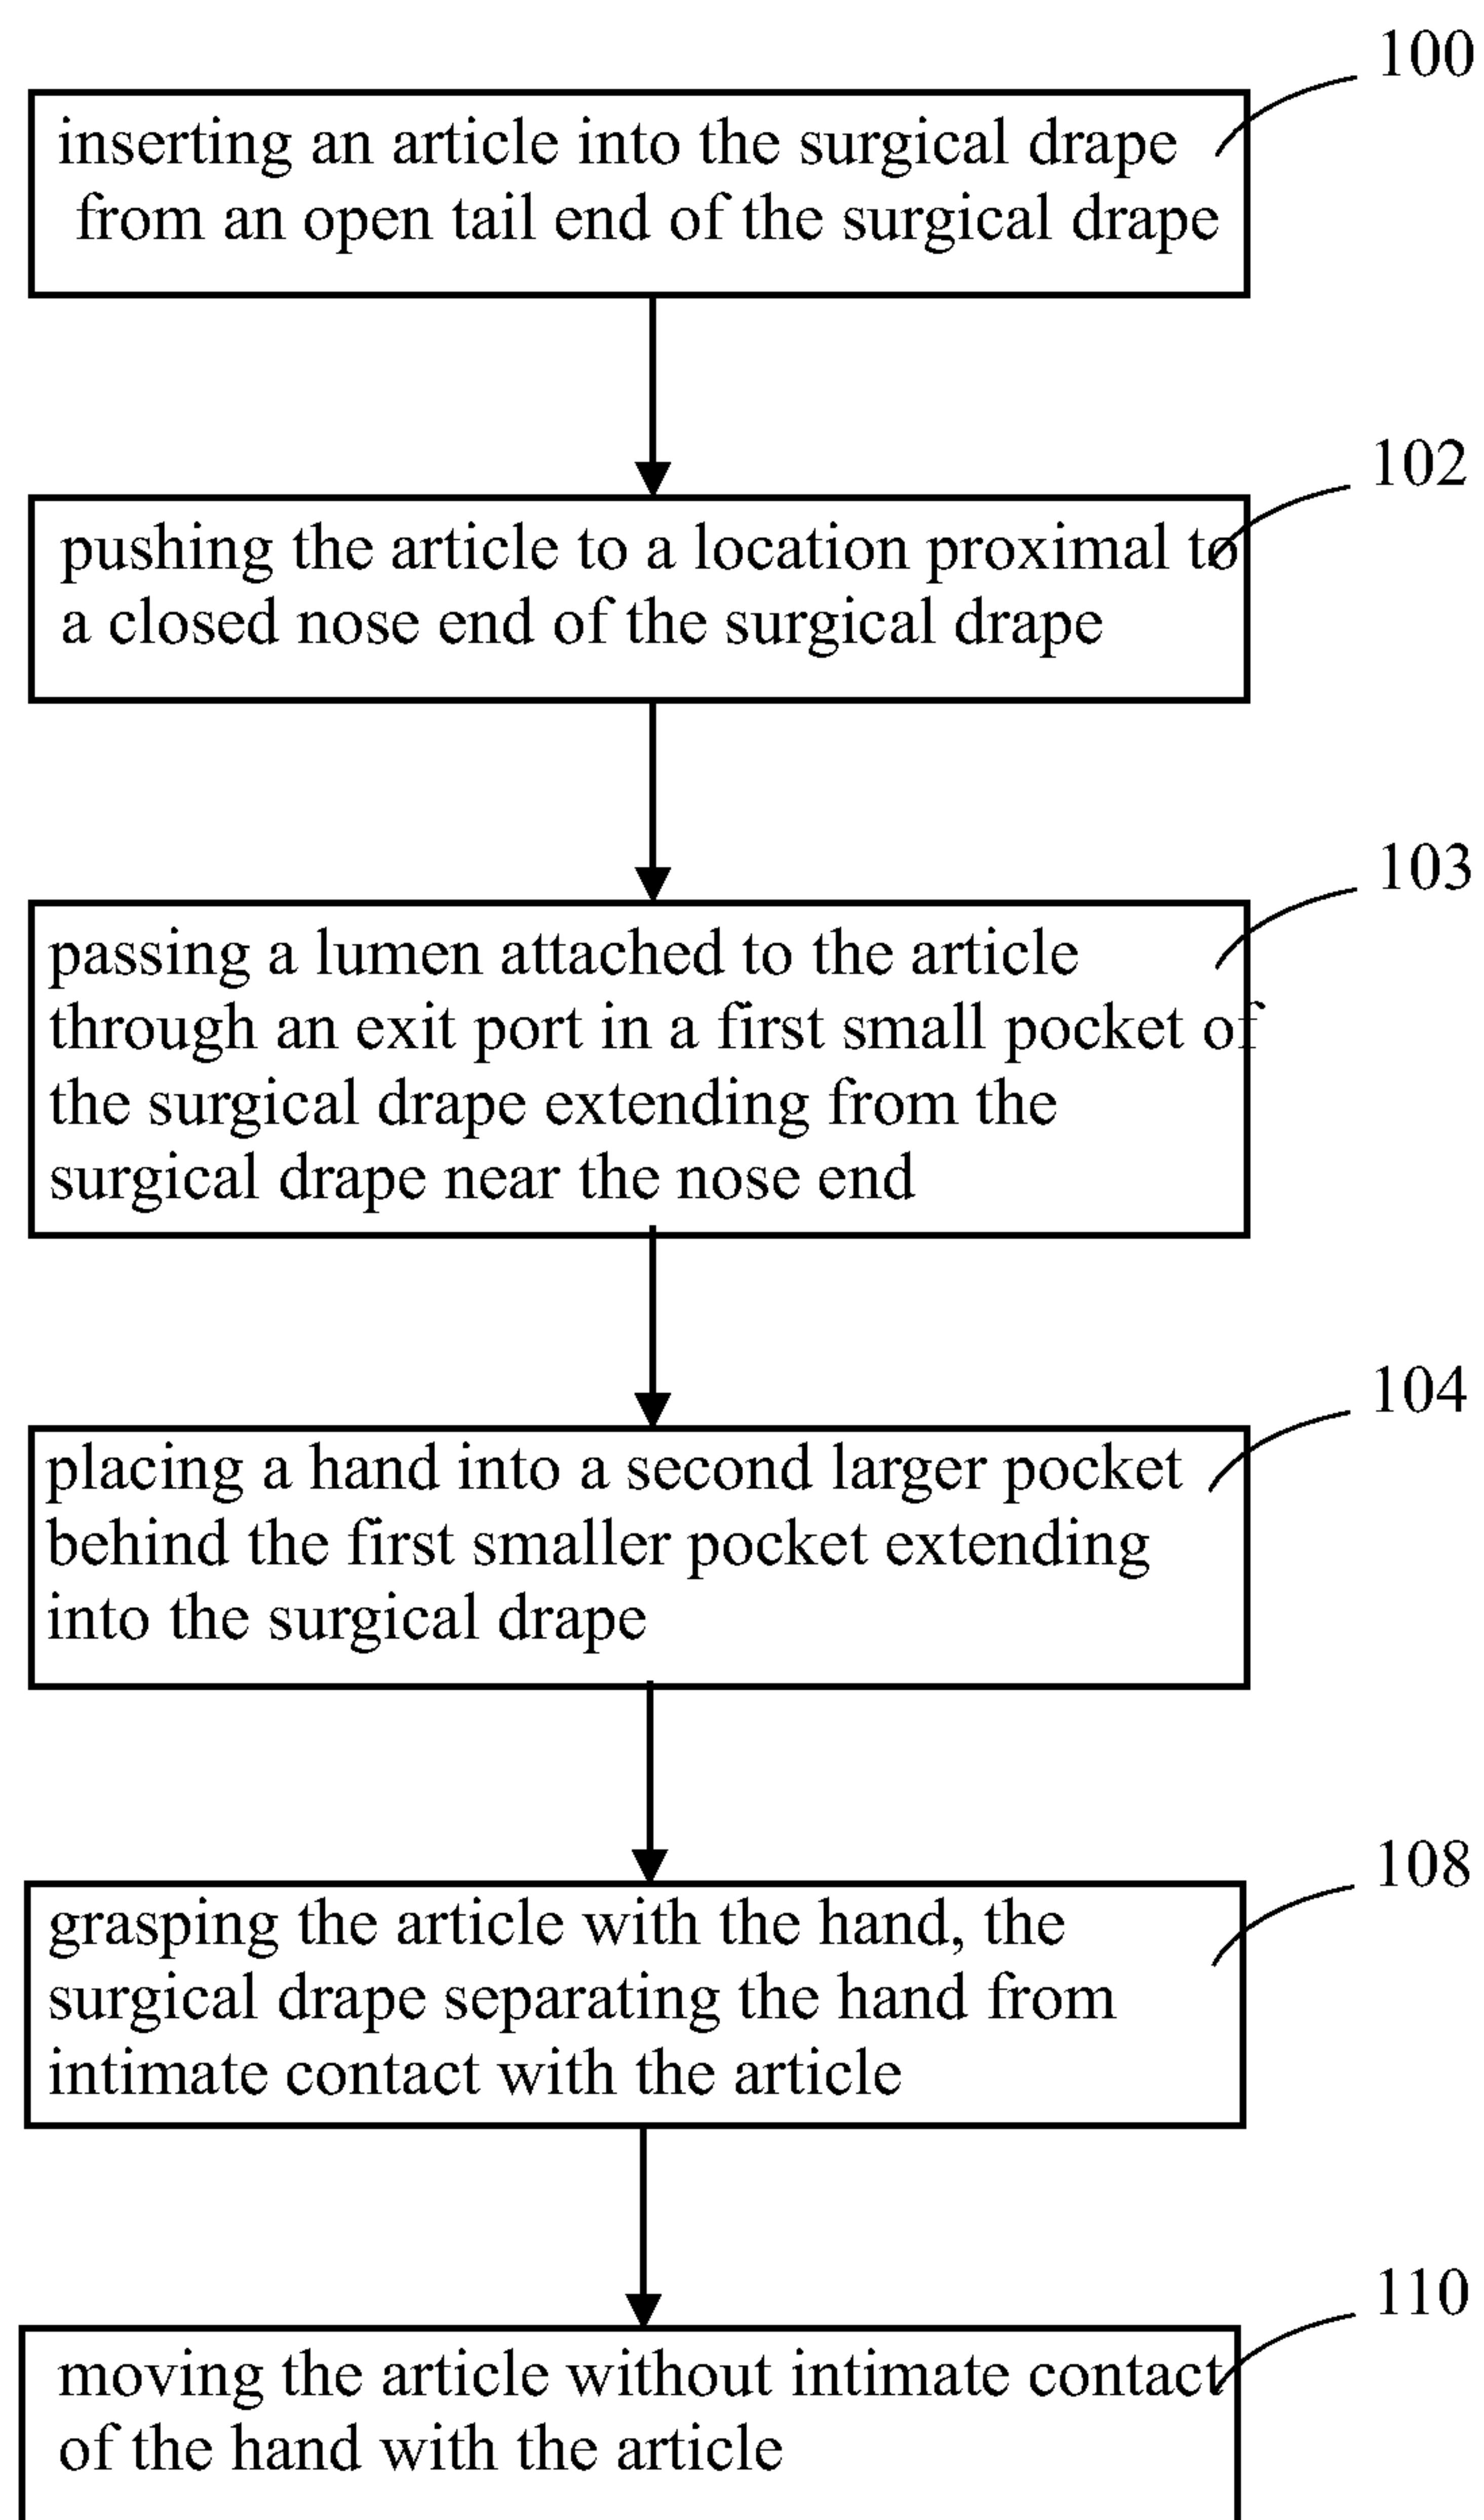 100
inserting an article into the surgical drape
from an open tail end of the surgical drape
102
pushing the article to a location proximal to
a closed nose end of the surgical drape
103
passing a lumen attached to the article
through an exit port in a first small pocket of
the surgical drape extending from the
surgical drape near the nose end
104
placing a hand into a second larger pocket
behind the first smaller pocket extending
into the surgical drape
108
grasping the article with the hand, the
surgical drape separating the hand from
intimate contact with the article
110
moving the article without intimate contact
of the hand with the article